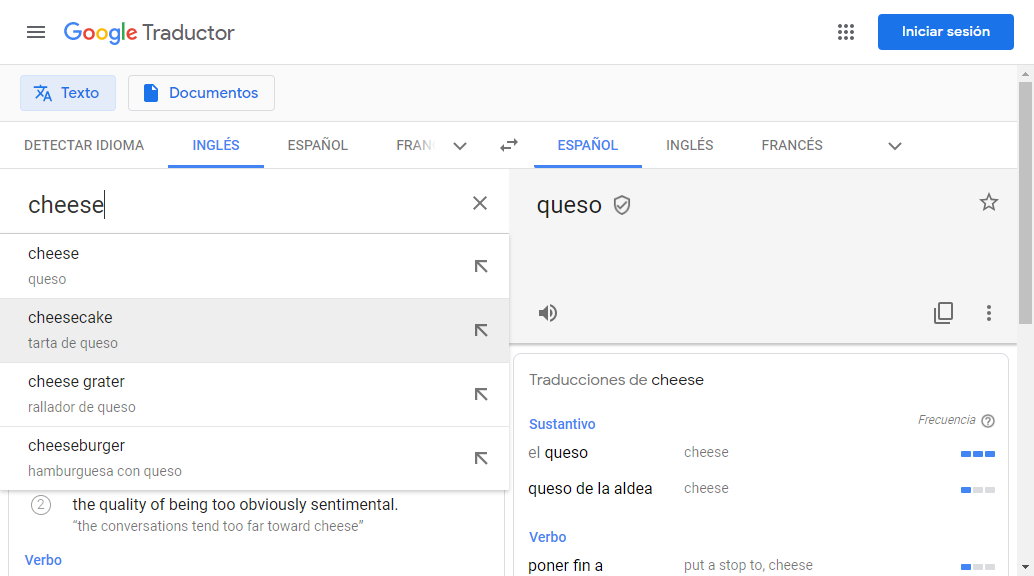 Google Traductor
Iniciar sesión
Texto
Documentos
DETECTAR IDIOMA
INGLÉS
ESPAÑOL
ESPAÑOL
INGLÉS
FRANCÉS
cheese
cheese
queso
cheesecake
tarta de queso
cheese grater
rallador de queso
cheeseburger
hamburguesa con queso
2 the quality of being too obviously sentimental.
“the conversations tend too far toward cheese”
Verbo
queso
Traducciones de cheese
Sustantivo Frecuencia
el queso cheese
queso de la aldea cheese
Verbo
poner fin a put a stop to, cheese